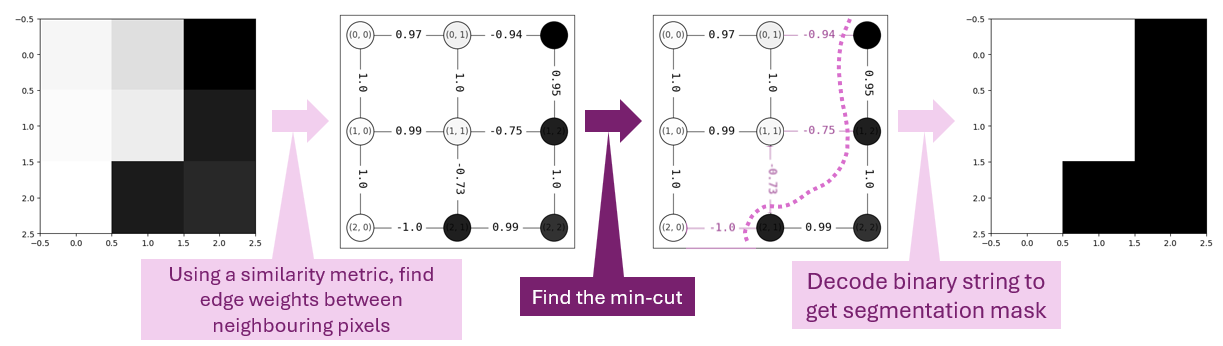 −0.5
0.0
0.5
1.0
1.5
2.0
2.5
−0.5 0.0 0.5 1.0 1.5 2.0 2.5
(0, 0) 0.97 (0, 1) -0.94
1.0 1.0 0.95
(1, 0) 0.99 (1, 1) -0.75 (1, 2)
1.0 -0.73 1.0
(2, 0) -1.0 (2, 1) 0.99 (2, 2)
(0, 0) 0.97 (0, 1) -0.94
1.0 1.0 0.95
(1, 0) 0.99 (1, 1) -0.75 (1, 2)
1.0 -0.73 1.0
(2, 0) -1.0 (2, 1) 0.99 (2, 2)
−0.5
0.0
0.5
1.0
1.5
2.0
2.5
−0.5 0.0 0.5 1.0 1.5 2.0 2.5
Using a similarity metric, find
edge weights between
neighbouring pixels
Find the min-cut
Decode binary string to
get segmentation mask